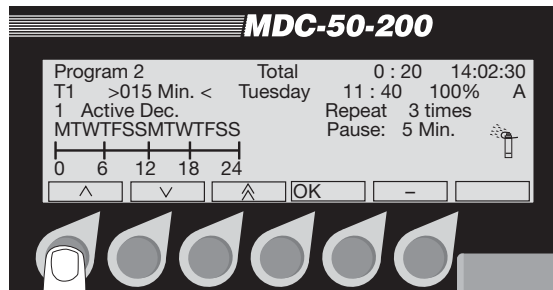 MDC-50-200
Program 2 Total 0 : 20 14:02:30
T1 >015 Min. < Tuesday 11 : 40 100% A
1 Active Dec. Repeat 3 times
MTWTFSSMTWTFSS Pause: 5 Min.
0 6 12 18 24
OK –